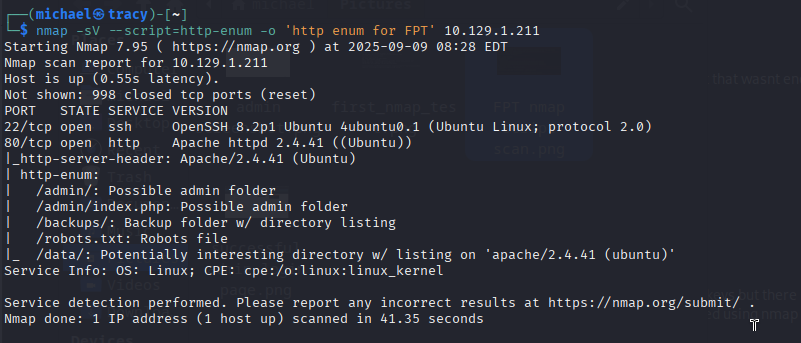 ┌──(michael㉿tracy)-[~]
└─$ nmap -sV --script=http-enum -o 'http enum for FPT' 10.129.1.211
Starting Nmap 7.95 ( https://nmap.org ) at 2025-09-09 08:28 EDT
Nmap scan report for 10.129.1.211
Host is up (0.55s latency).
Not shown: 998 closed tcp ports (reset)
PORT   STATE SERVICE VERSION
22/tcp open  ssh     OpenSSH 8.2p1 Ubuntu 4ubuntu0.1 (Ubuntu Linux; protocol 2.0)
80/tcp open  http    Apache httpd 2.4.41 ((Ubuntu))
|_http-server-header: Apache/2.4.41 (Ubuntu)
| http-enum:
|   /admin/: Possible admin folder
|   /admin/index.php: Possible admin folder
|   /backups/: Backup folder w/ directory listing
|   /robots.txt: Robots file
|_  /data/: Potentially interesting directory w/ listing on 'apache/2.4.41 (ubuntu)'
Service Info: OS: Linux; CPE: cpe:/o:linux:linux_kernel

Service detection performed. Please report any incorrect results at https://nmap.org/submit/ .
Nmap done: 1 IP address (1 host up) scanned in 41.35 seconds